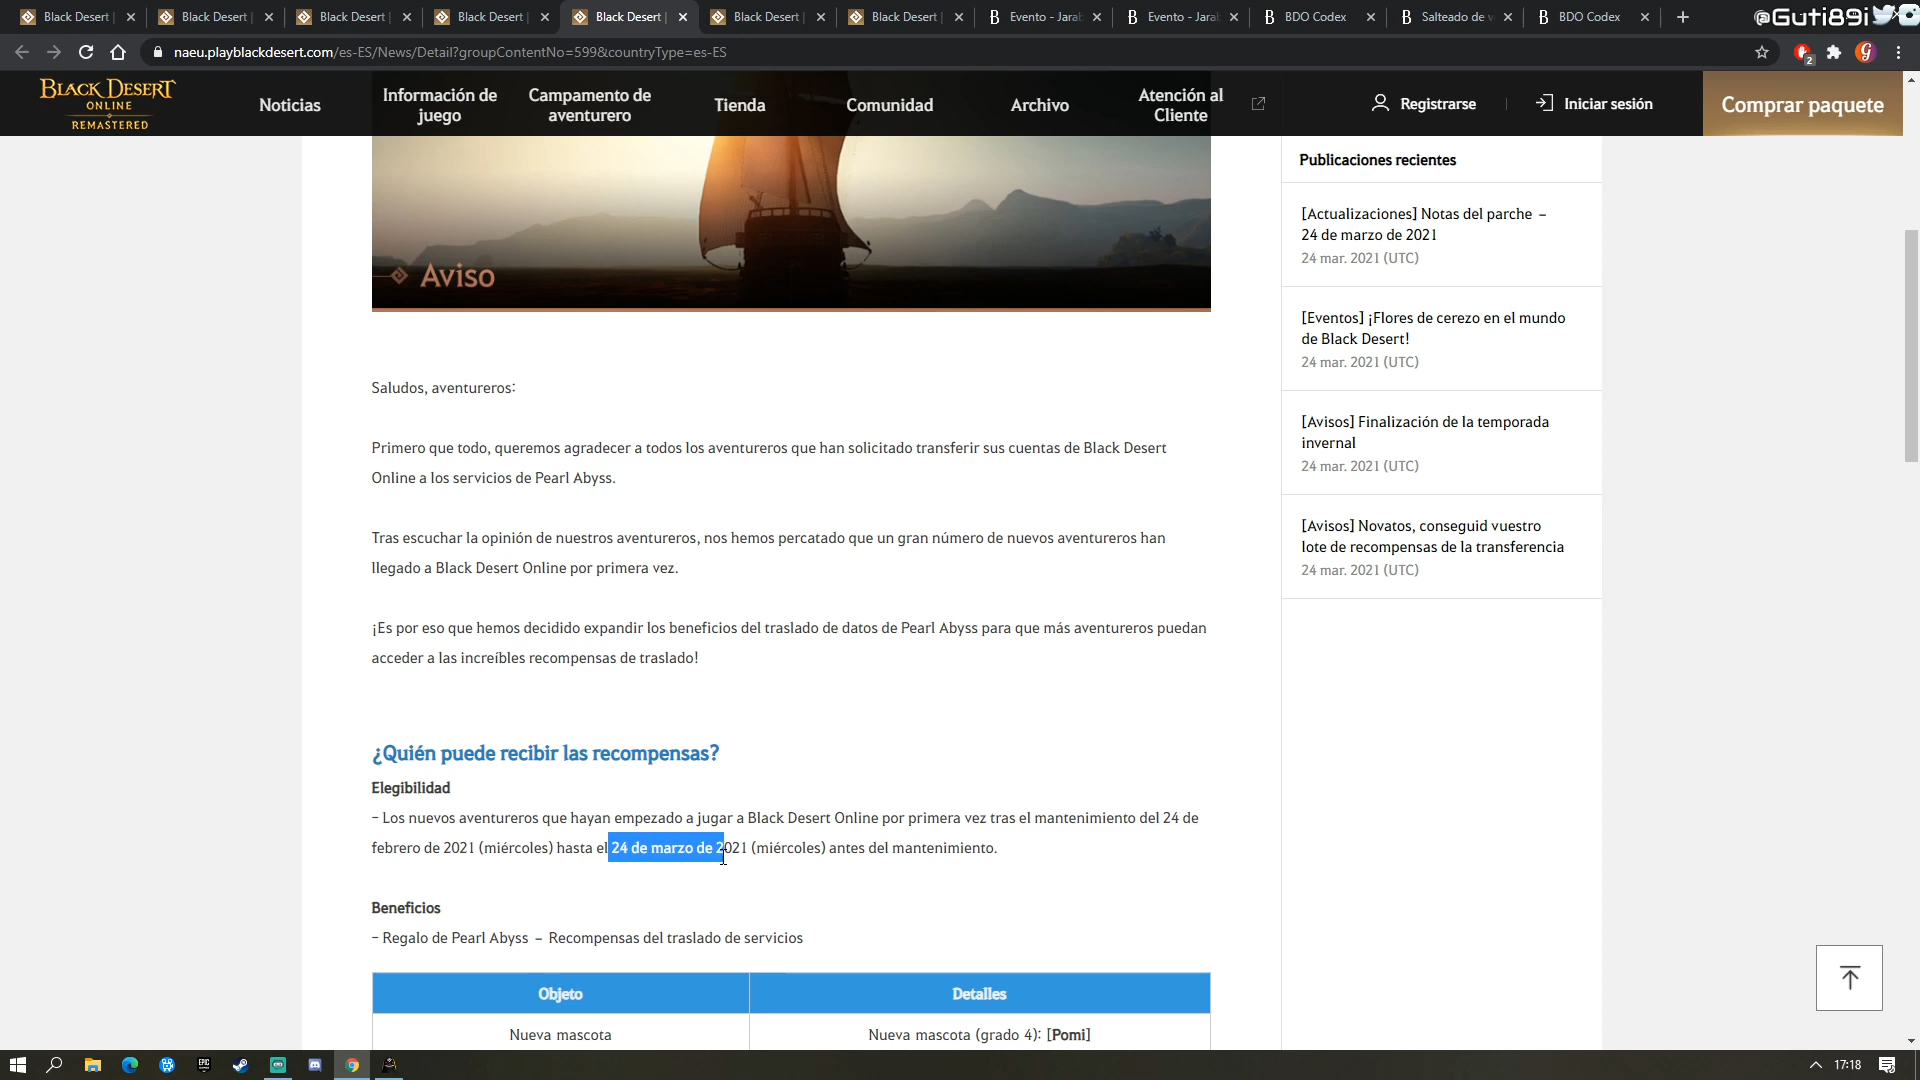 Black Desert |
Black Desert |
Black Desert |
Black Desert |
Black Desert |
Black Desert |
Black Desert |
Evento - Jarab
Evento - Jarab
BDO Codex
Salteado de v
BDO Codex
@Guti89i
naeu.playblackdesert.com/es-ES/News/Detail?groupContentNo=599&countryType=es-ES
2
BLACK DESERT
ONLINE
REMASTERED
Noticias
Información de
juego
Campamento de
aventurero
Tienda
Comunidad
Archivo
Atención al
Cliente
Registrarse
Iniciar sesión
Comprar paquete
Aviso
Saludos, aventureros:
Primero que todo, queremos agradecer a todos los aventureros que han solicitado transferir sus cuentas de Black Desert
Online a los servicios de Pearl Abyss.
Tras escuchar la opinión de nuestros aventureros, nos hemos percatado que un gran número de nuevos aventureros han
llegado a Black Desert Online por primera vez.
¡Es por eso que hemos decidido expandir los beneficios del traslado de datos de Pearl Abyss para que más aventureros puedan
acceder a las increíbles recompensas de traslado!
¿Quién puede recibir las recompensas?
Elegibilidad
- Los nuevos aventureros que hayan empezado a jugar a Black Desert Online por primera vez tras el mantenimiento del 24 de
febrero de 2021 (miércoles) hasta el 24 de marzo de 2021 (miércoles) antes del mantenimiento.
Beneficios
- Regalo de Pearl Abyss - Recompensas del traslado de servicios
Objeto
Detalles
Nueva mascota
Nueva mascota (grado 4): [Pomi]
Publicaciones recientes
[Actualizaciones] Notas del parche -
24 de marzo de 2021
24 mar. 2021 (UTC)
[Eventos] ¡Flores de cerezo en el mundo
de Black Desert!
24 mar. 2021 (UTC)
[Avisos] Finalización de la temporada
invernal
24 mar. 2021 (UTC)
[Avisos] Novatos, conseguid vuestro
lote de recompensas de la transferencia
24 mar. 2021 (UTC)
EPIC
17:18